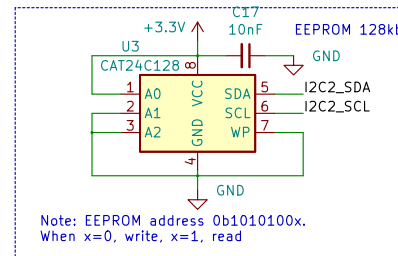 C17
+3.3V
10nF
EEPROM 128kb
U3
GND
CAT24C128
8
VCC
1 A0 SDA 5 I2C2_SDA
2 A1 SCL 6 I2C2_SCL
3 A2 WP 7
GND
4
GND
Note: EEPROM address 0b1010100x.
When x=0, write, x=1, read